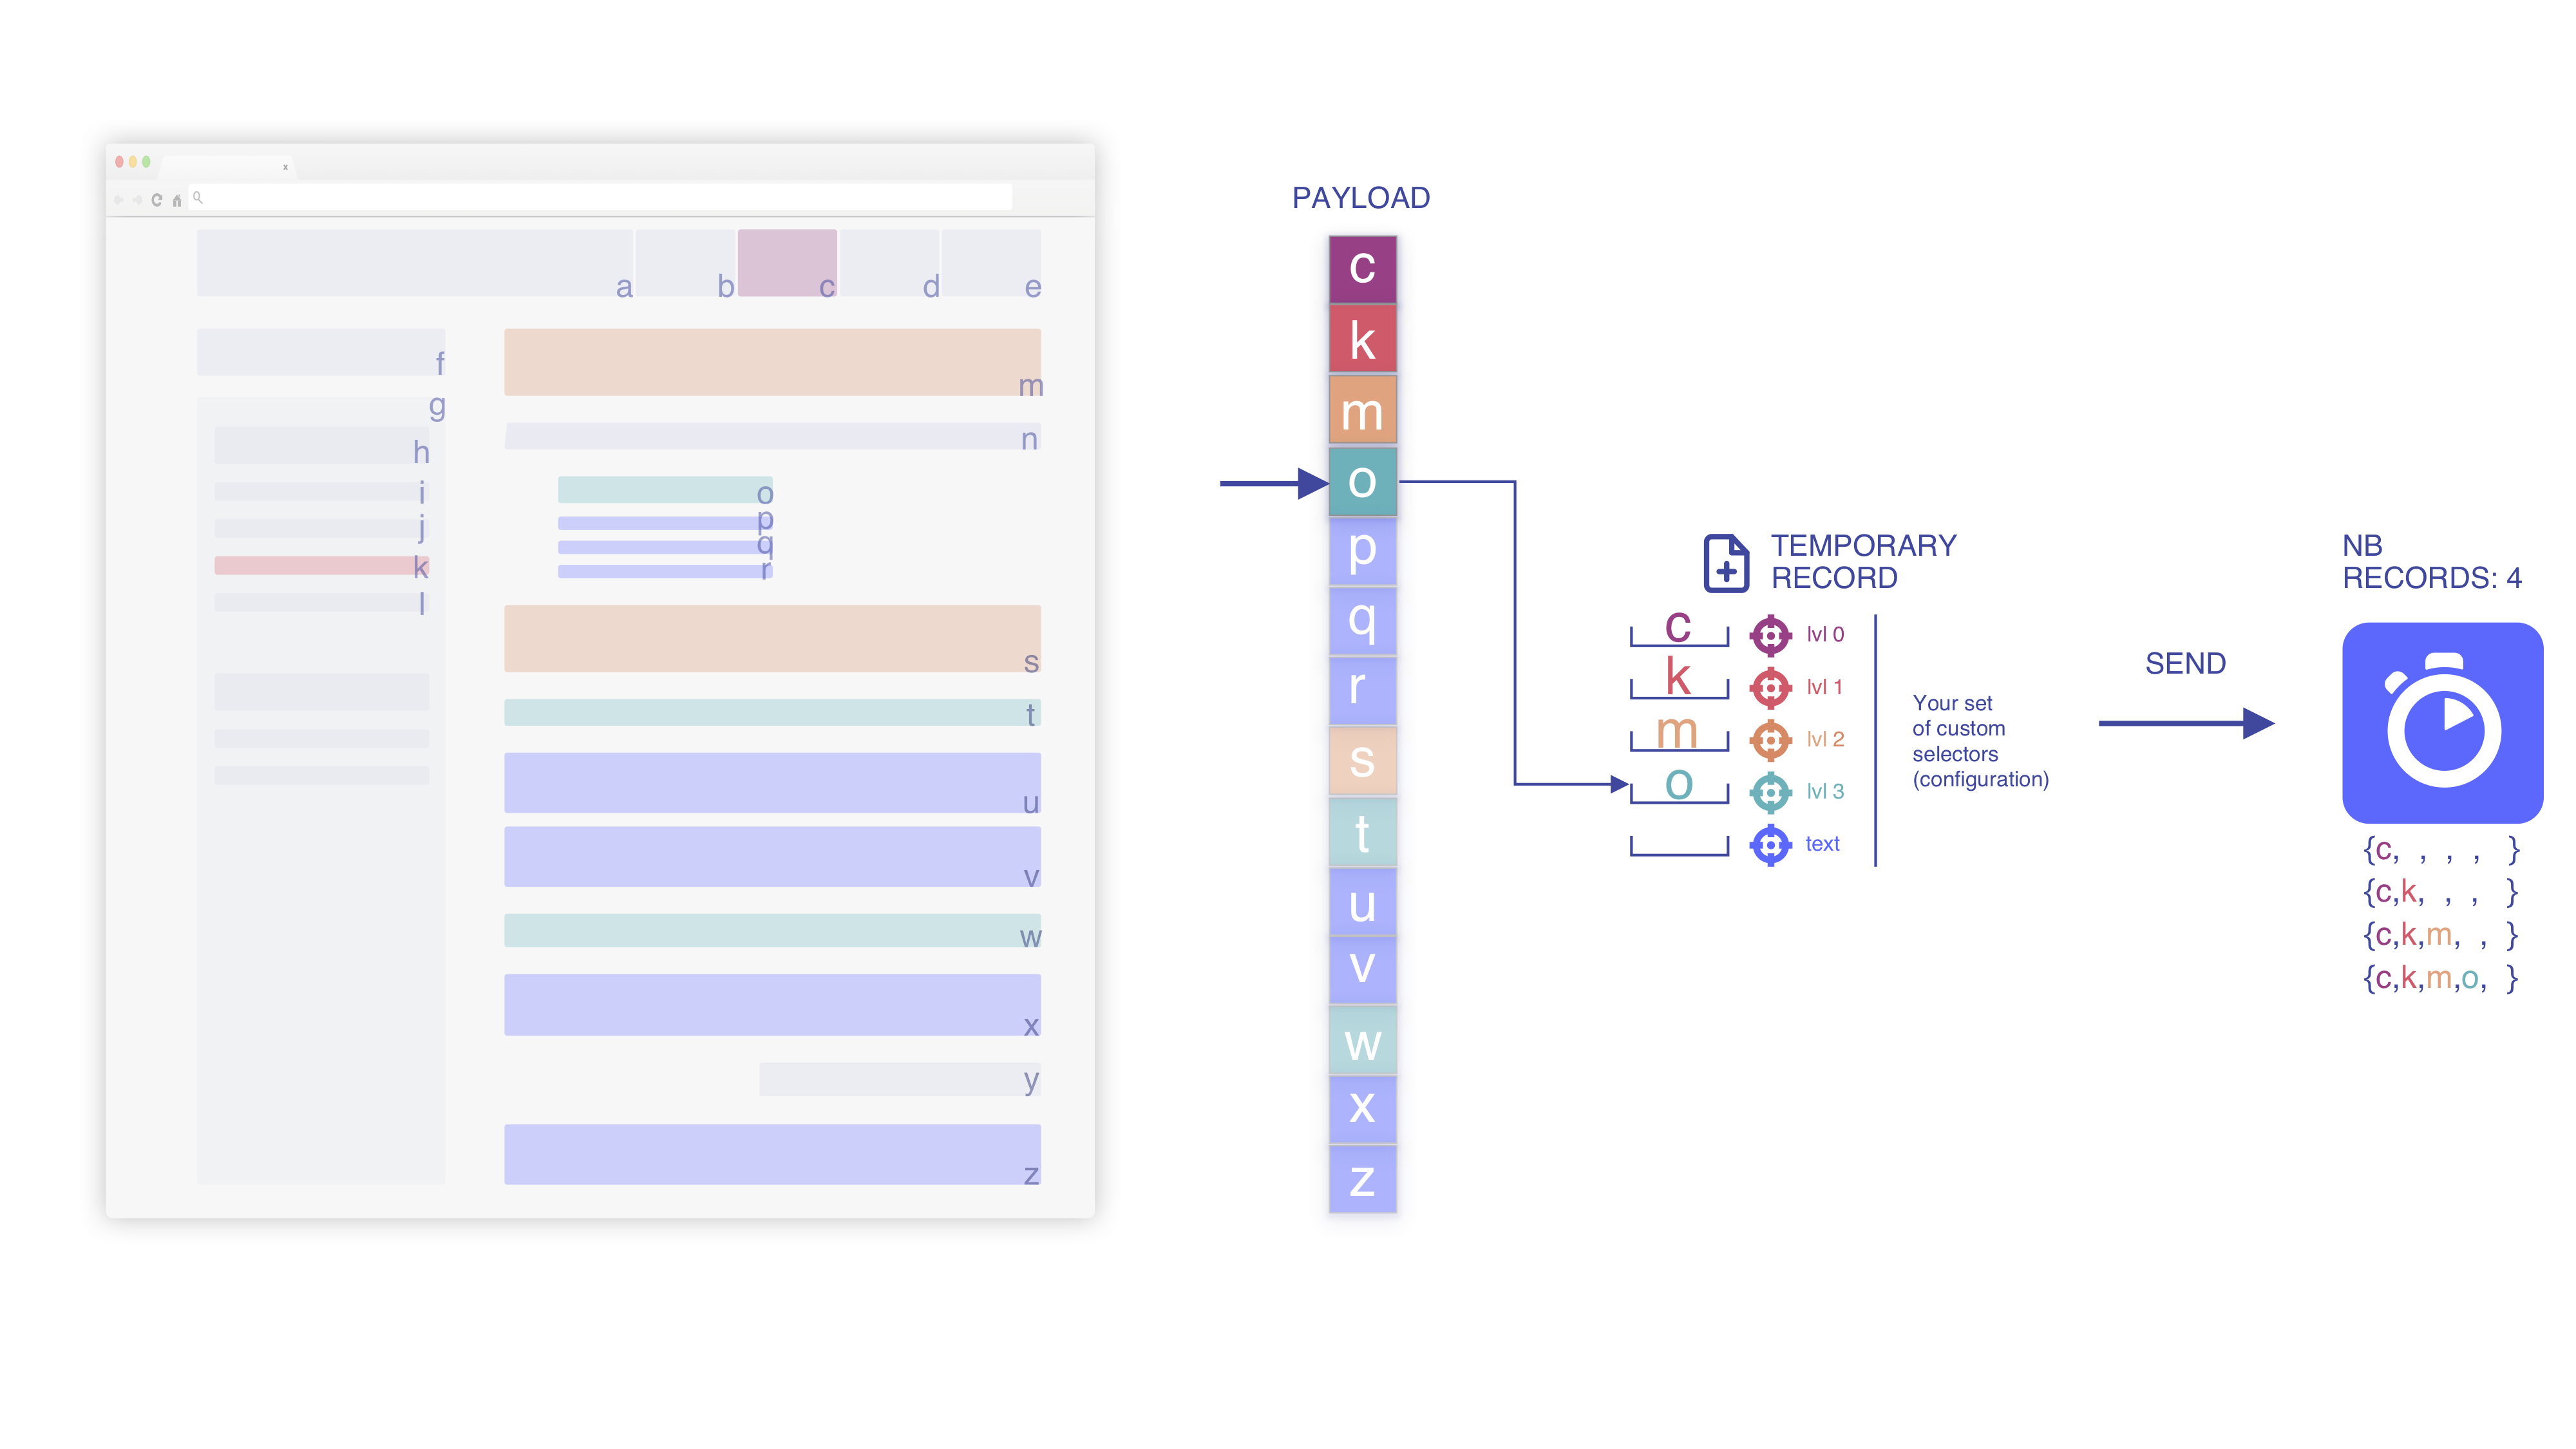 x
a b c d e
f
g
h
i
j
k
l
m
n
o
p
q
r
s
t
u
v
w
x
y
z
PAYLOAD
c
k
m
o
p
q
r
s
t
u
v
w
x
z
TEMPORARY
RECORD
c lvl 0
k lvl 1
m lvl 2
o lvl 3
text
Your set
of custom
selectors
(configuration)
SEND
NB
RECORDS: 4
{c, , , , }
{c,k, , , }
{c,k,m, , }
{c,k,m,o, }